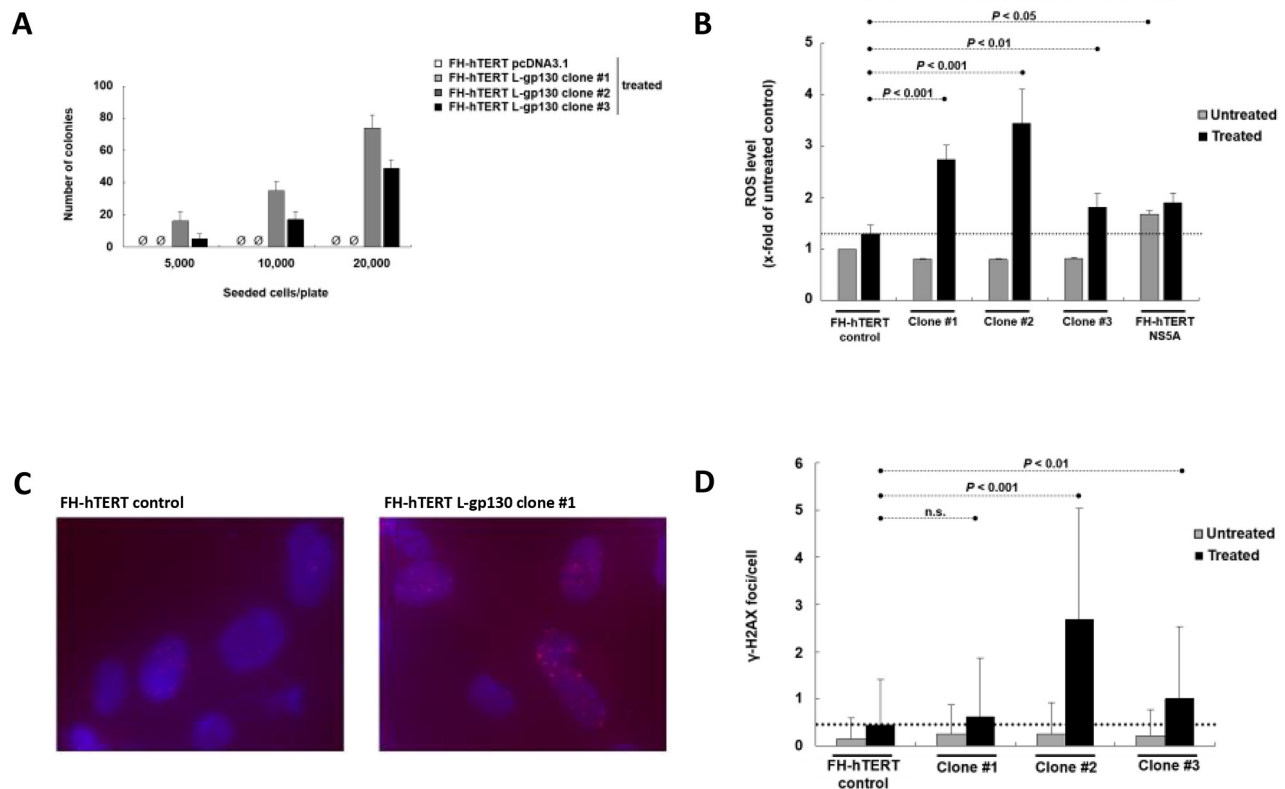 A
FH-hTERT pcDNA3.1
FH-hTERT L-gp130 clone #1
FH-hTERT L-gp130 clone #2
FH-hTERT L-gp130 clone #3
treated
Number of colonies
100
80
60
40
20
0
Ø Ø
Ø Ø
Ø Ø
5,000 10,000 20,000
Seeded cells/plate
B
P < 0.05
P < 0.01
P < 0.001
P < 0.001
Untreated
Treated
ROS level
(x-fold of untreated control)
5
4
3
2
1
0
FH-hTERT
control
Clone #1
Clone #2
Clone #3
FH-hTERT
NS5A
C
FH-hTERT control
FH-hTERT L-gp130 clone #1
D
P < 0.01
P < 0.001
n.s.
Untreated
Treated
γ-H2AX foci/cell
6
5
4
3
2
1
0
FH-hTERT
control
Clone #1
Clone #2
Clone #3